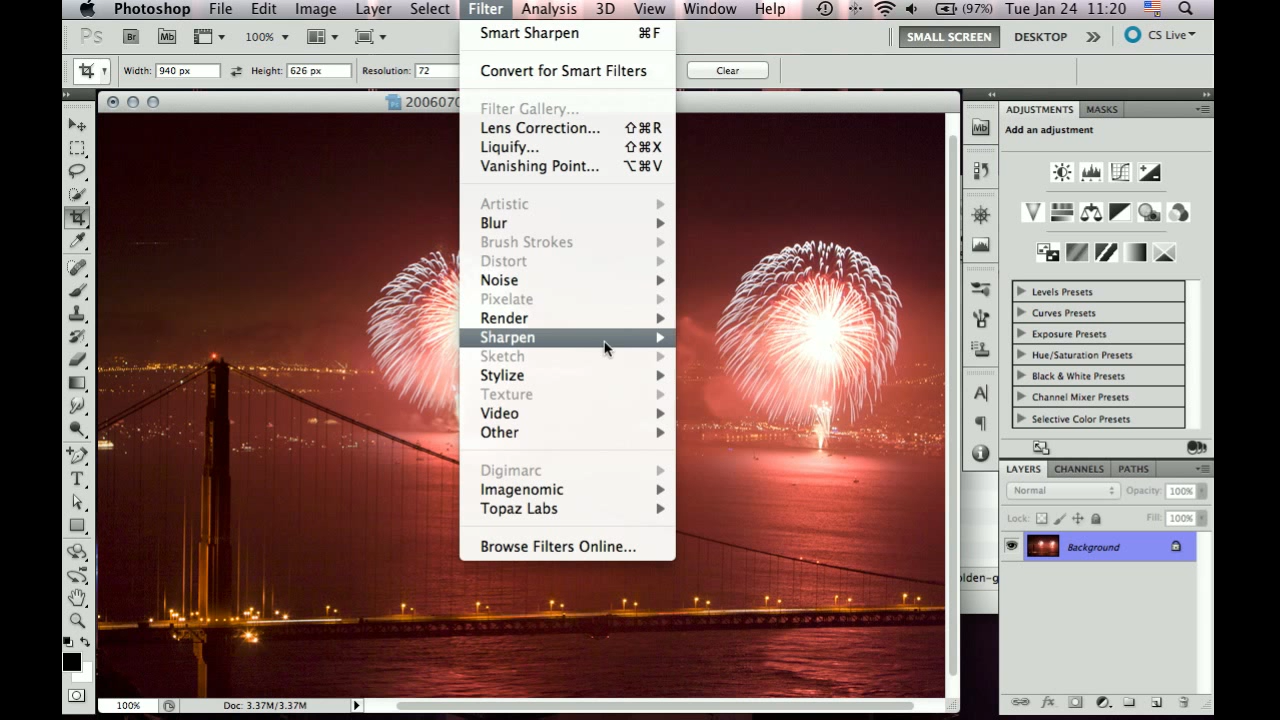 Photoshop File Edit Image Layer Select Filter Analysis 3D View Window Help (97%) Tue Jan 24 11:20
Ps Br Mb 100% SMALL SCREEN DESKTOP CS Live
Width: 940 px Height: 626 px Resolution: 72 Clear
2006070
Smart Sharpen ⌘F
Convert for Smart Filters
Filter Gallery...
Lens Correction... ⇧⌘R
Liquify... ⇧⌘X
Vanishing Point... ⌥⌘V
Artistic
Blur
Brush Strokes
Distort
Noise
Pixelate
Render
Sharpen
Sketch
Stylize
Texture
Video
Other
Digimarc
Imagenomic
Topaz Labs
Browse Filters Online...
Mb
ADJUSTMENTS MASKS
Add an adjustment
Levels Presets
Curves Presets
Exposure Presets
Hue/Saturation Presets
Black & White Presets
Channel Mixer Presets
Selective Color Presets
LAYERS CHANNELS PATHS
Normal Opacity: 100%
Lock: Fill: 100%
Background
olden-g
100% Doc: 3.37M/3.37M